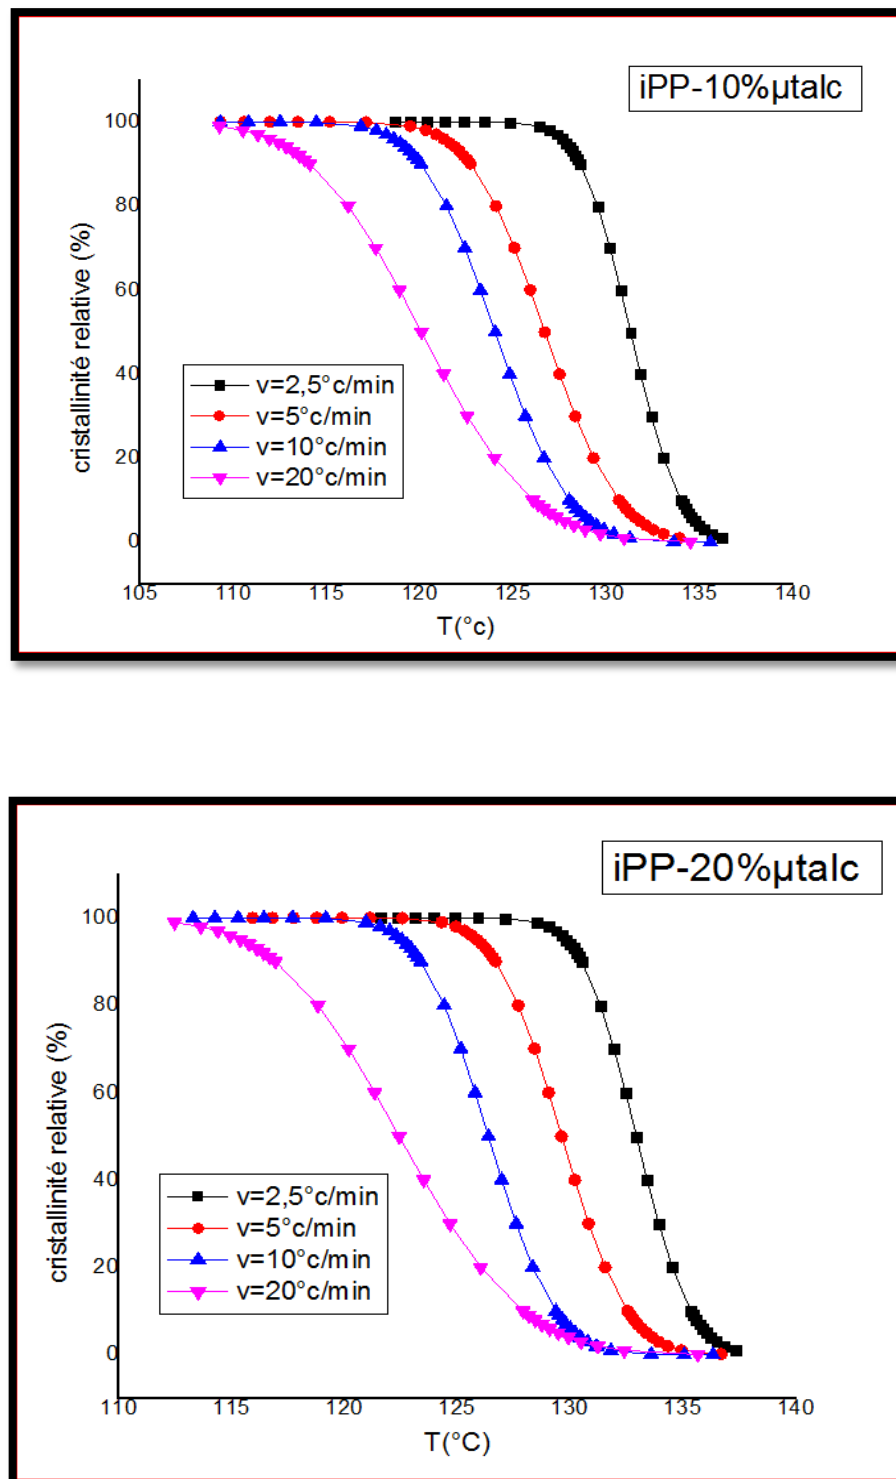 iPP-10%µtalc
100
80
60
40
20
0
cristallinité relative (%)
v=2,5°c/min
v=5°c/min
v=10°c/min
v=20°c/min
105 110 115 120 125 130 135 140
T(°c)
iPP-20%µtalc
100
80
60
40
20
0
cristallinité relative (%)
v=2,5°c/min
v=5°c/min
v=10°c/min
v=20°c/min
110 115 120 125 130 135 140
T(°C)